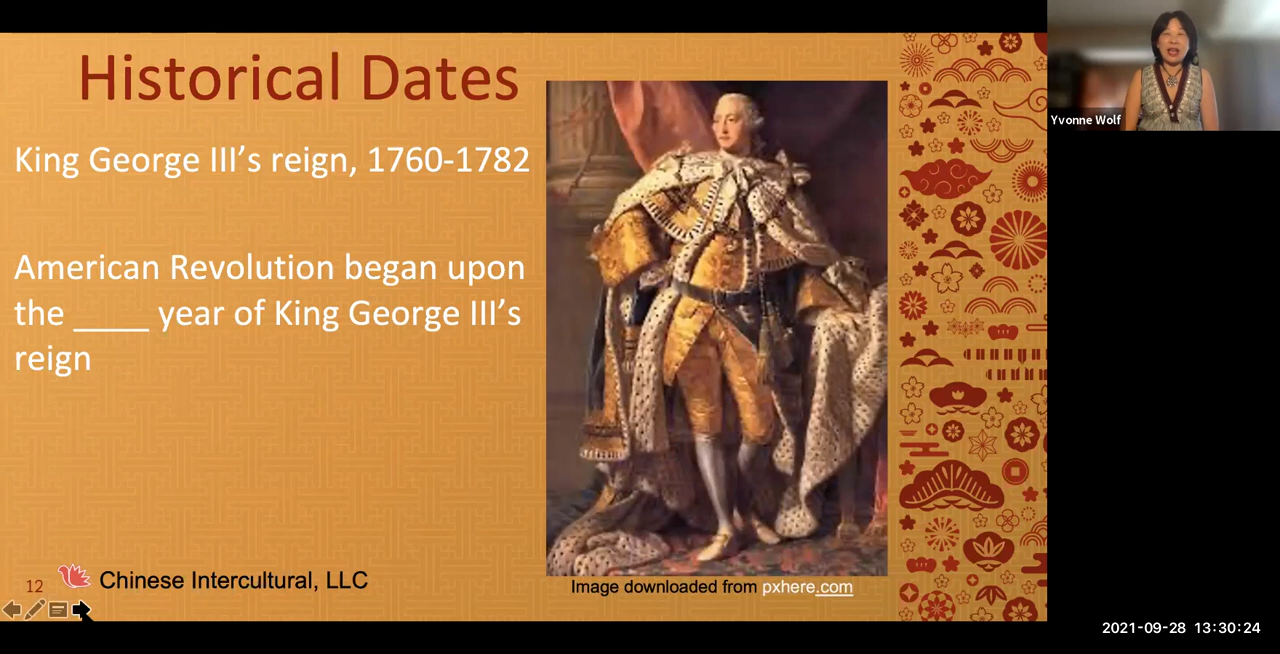 Historical Dates
King George III’s reign, 1760-1782
American Revolution began upon
the ____ year of King George III’s
reign
12
Chinese Intercultural, LLC
Image downloaded from pxhere.com
Yvonne Wolf
2021-09-28 13:30:24